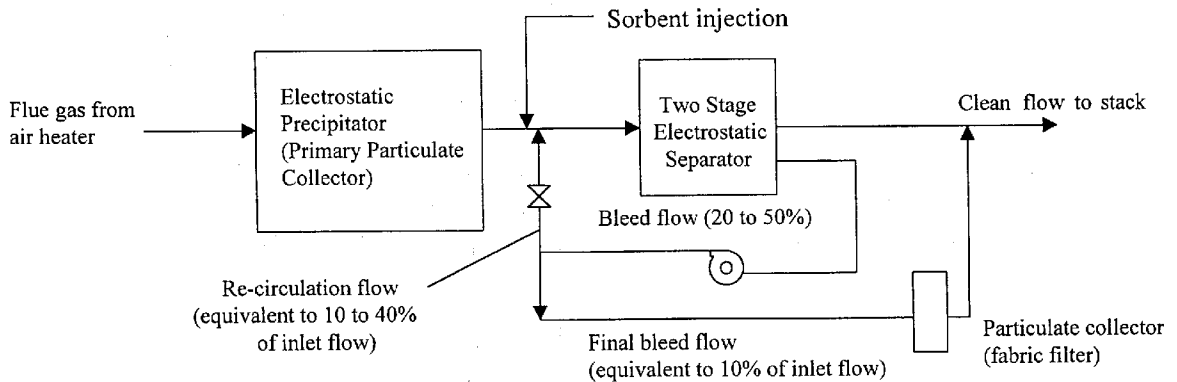 Sorbent injection
Flue gas from
air heater
Electrostatic
Precipitator
(Primary Particulate
Collector)
Two Stage
Electrostatic
Separator
Clean flow to stack
Bleed flow (20 to 50%)
Re-circulation flow
(equivalent to 10 to 40%
of inlet flow)
Final bleed flow
(equivalent to 10% of inlet flow)
Particulate collector
(fabric filter)